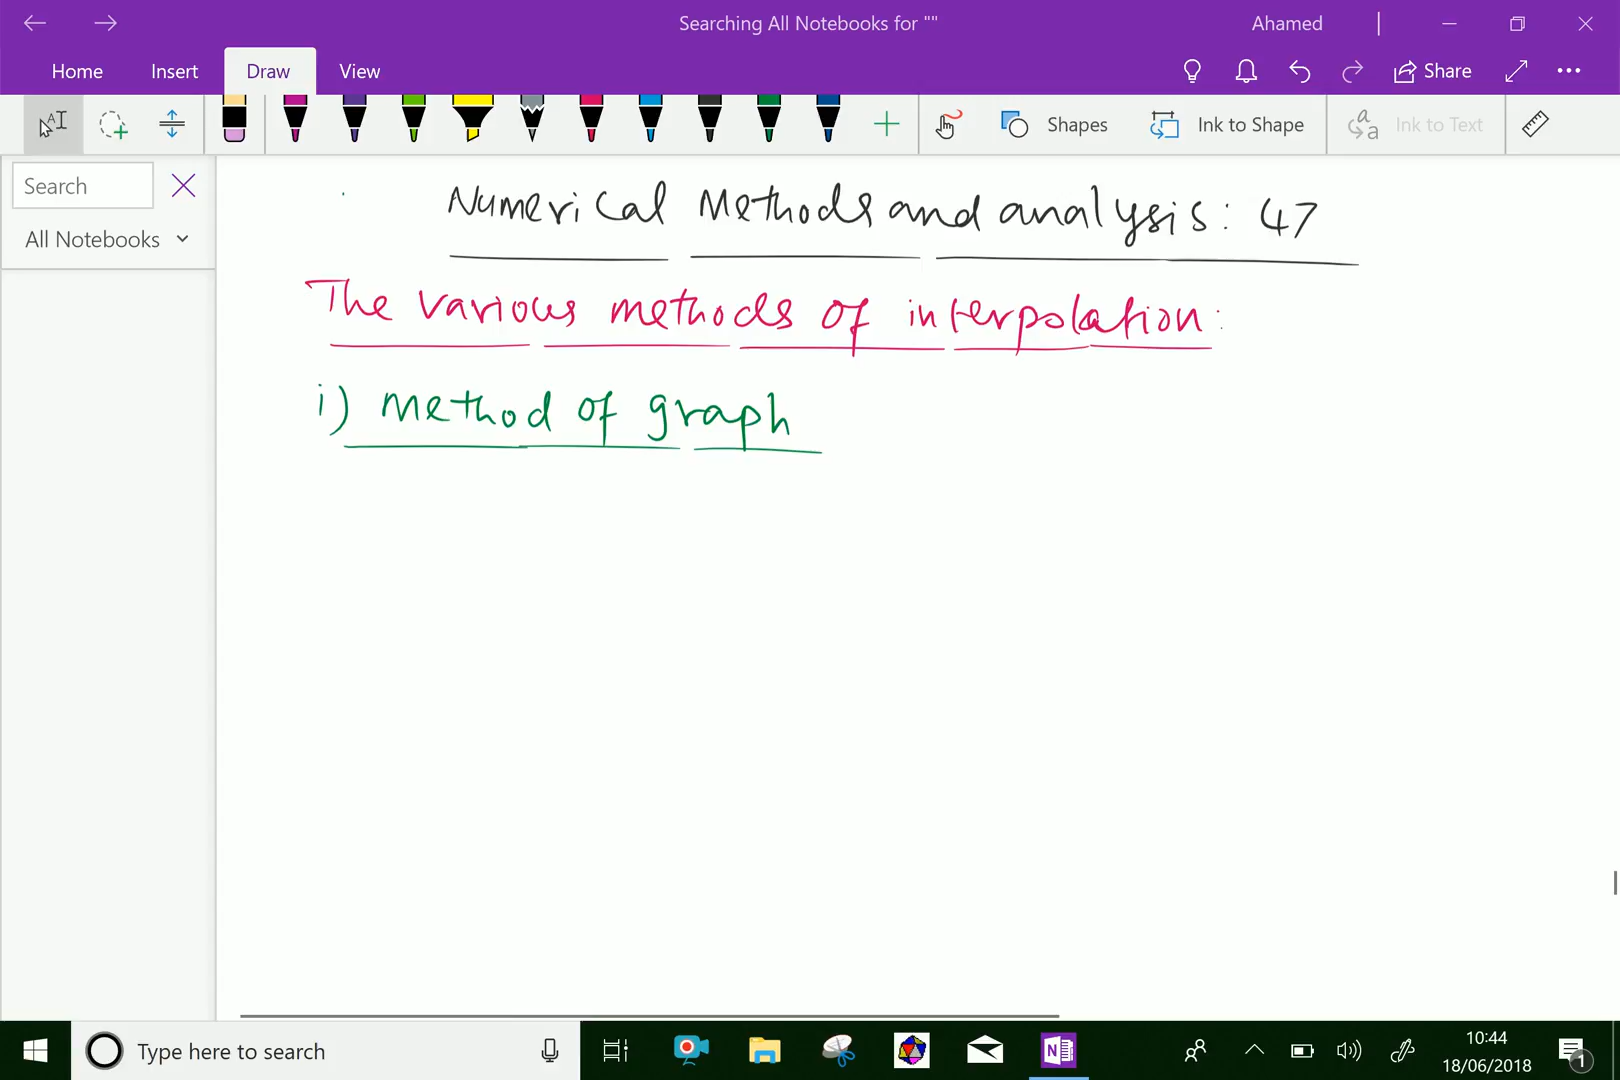 Searching All Notebooks for ""
Ahamed
Home Insert Draw View
Share
Shapes Ink to Shape Ink to Text
Search
All Notebooks
Numerical Methods and analysis: 47
The various methods of interpolation:
i) Method of graph
Type here to search
10:44
18/06/2018
1